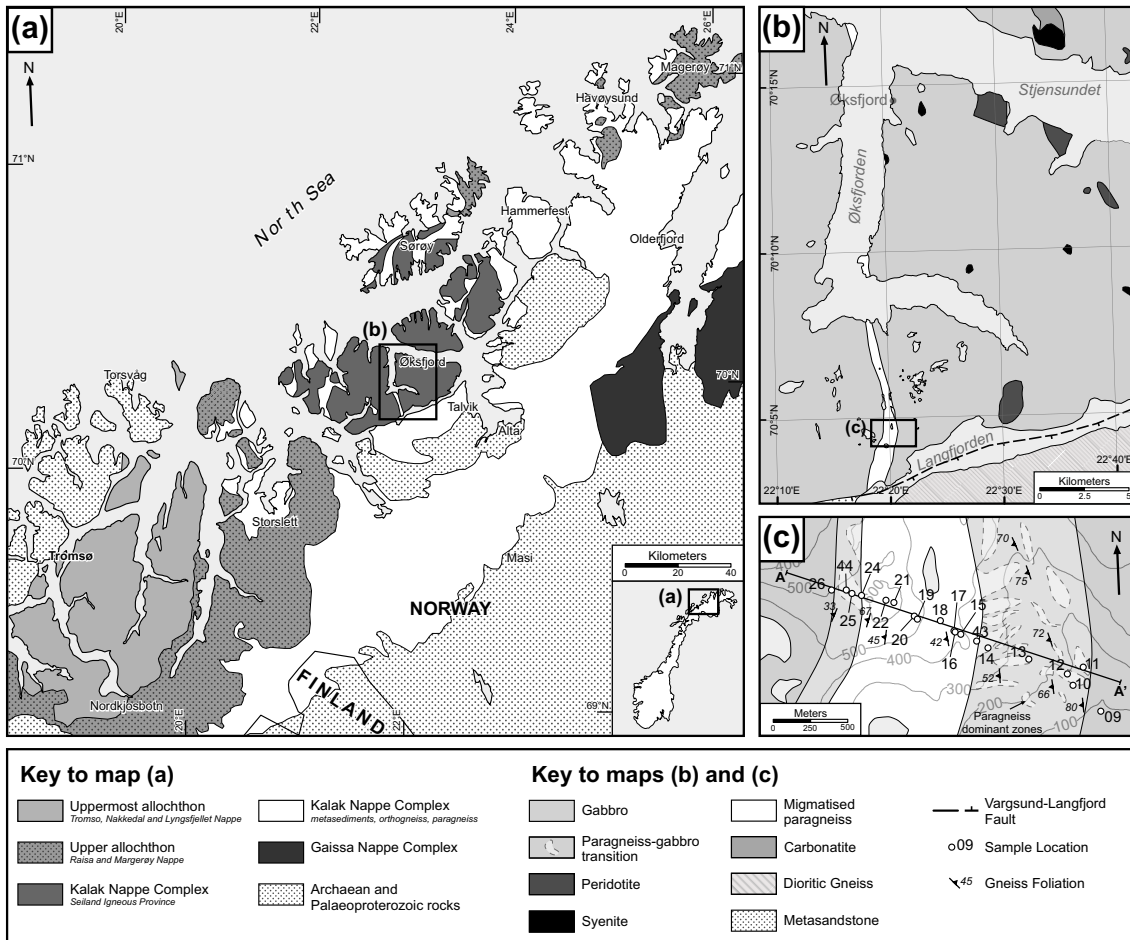 (a)
20°E
22°E
24°E
26°E
N
Magerøy
71°N
Havøysund
71°N
North Sea
Hammerfest
Sørøy
Olderfjord
(b)
Øksfjord
Torsvåg
70°N
Talvik
Alta
70°N
Storslett
Tromsø
Masi
NORWAY
Kilometers
0 20 40
(a)
FINLAND
Nordkjosbotn
20°E
22°E
69°N
(b)
N
70°15'N
Øksfjord
Stjensundet
Øksfjorden
70°10'N
70°5'N
(c)
Langfjorden
22°10'E
22°20'E
22°30'E
22°40'E
Kilometers
0 2.5 5
(c)
N
70
75
A'
400
500
26
44
24
21
500
19
17
15
33
67
25
22
45
20
18
42
16
43
14
13
72
12
11
10
52
66
80
09
A'
500
400
300
200
100
Meters
0 250 500
Paragneiss
dominant zones
Key to map (a)
Uppermost allochthon
Tromso, Nakkedal and Lyngsfjellet Nappe
Upper allochthon
Raisa and Margerøy Nappe
Kalak Nappe Complex
Seiland Igneous Province
Kalak Nappe Complex
metasediments, orthogneiss, paragneiss
Gaissa Nappe Complex
Archaean and
Palaeoproterozoic rocks
Key to maps (b) and (c)
Gabbro
Paragneiss-gabbro
transition
Peridotite
Syenite
Migmatised
paragneiss
Carbonatite
Dioritic Gneiss
Metasandstone
Vargsund-Langfjord
Fault
09 Sample Location
45 Gneiss Foliation